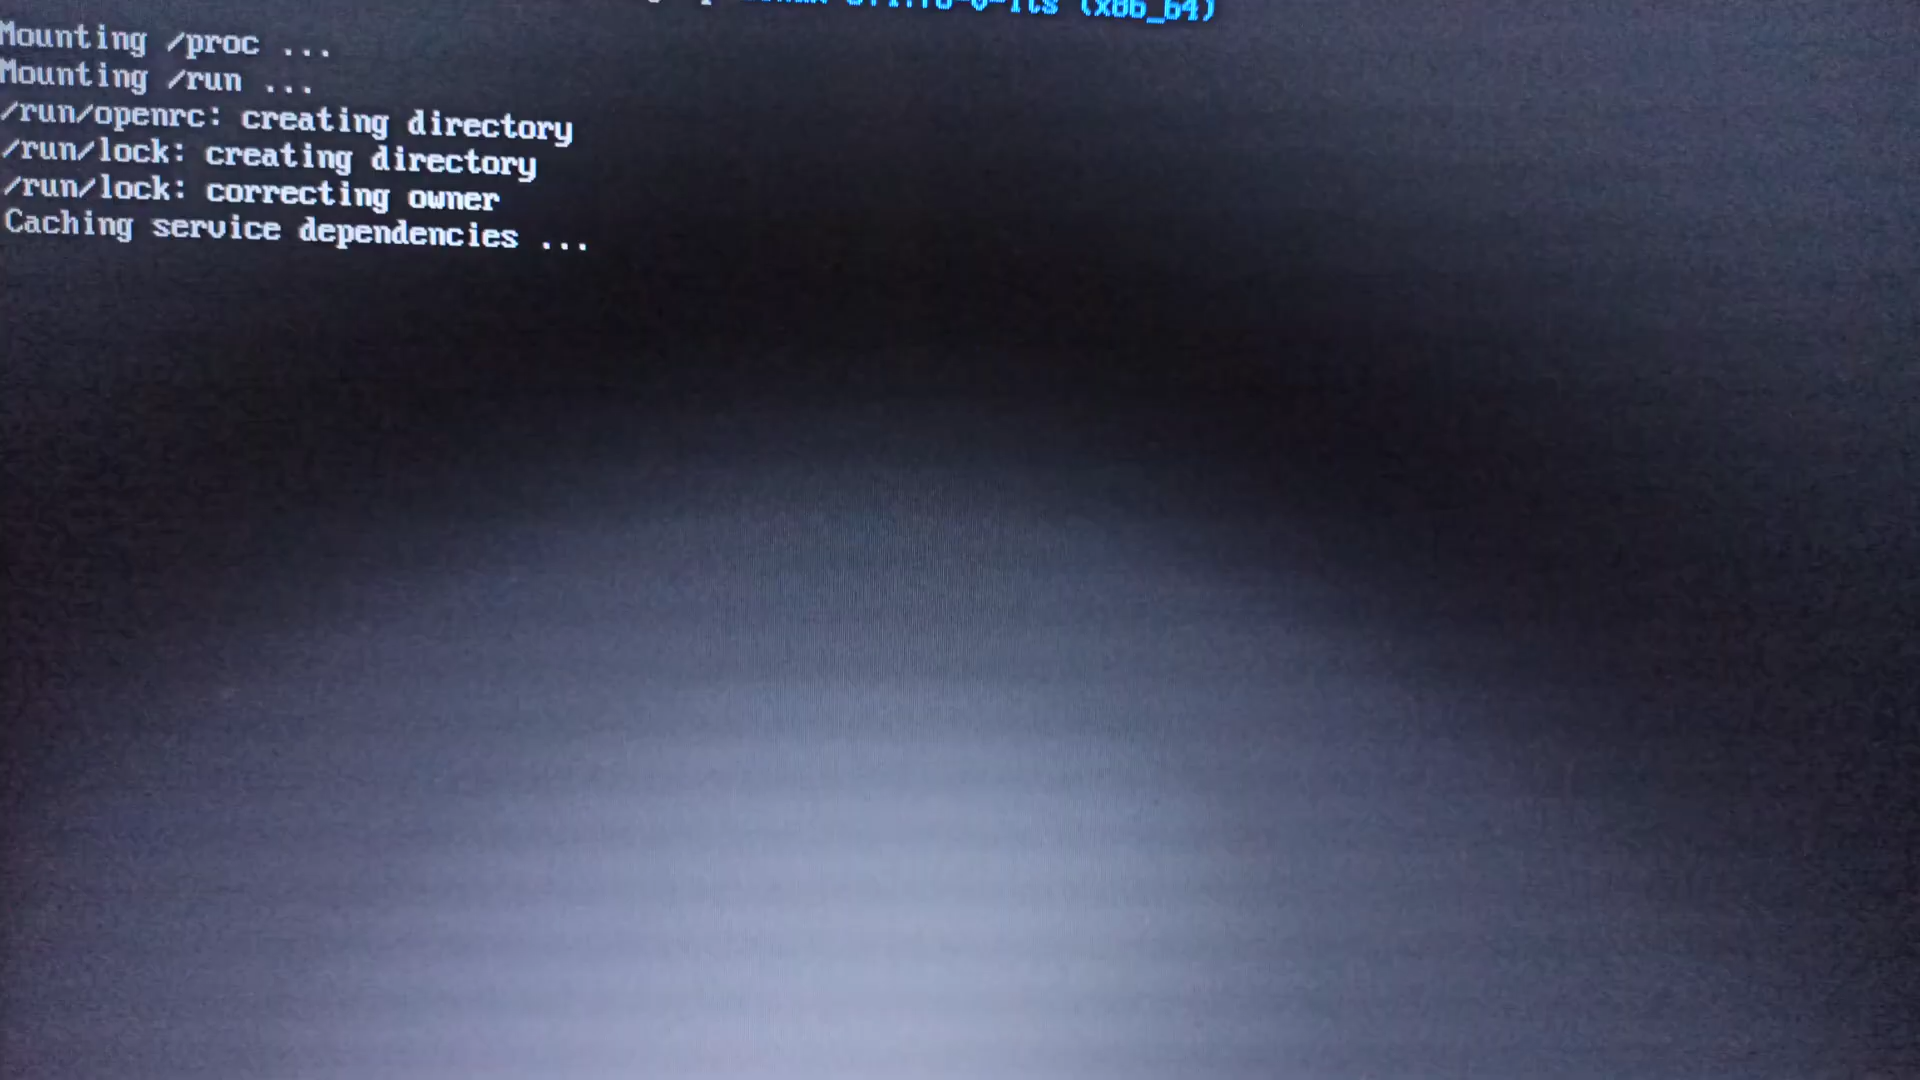 (x86_64)
Mounting /proc ...
Mounting /run ...
/run/openrc: creating directory
/run/lock: creating directory
/run/lock: correcting owner
Caching service dependencies ...